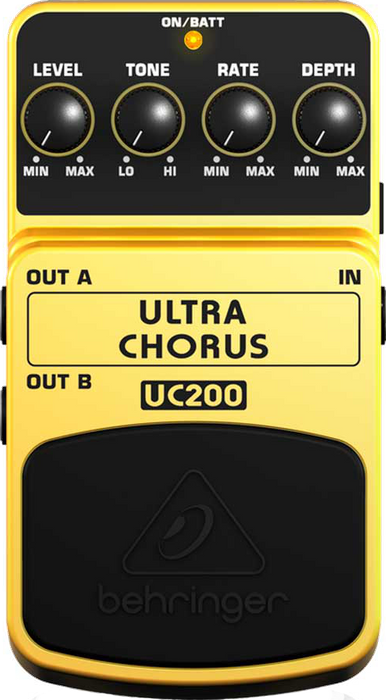 ON/BATT
LEVEL TONE RATE DEPTH
MIN MAX LO HI MIN MAX MIN MAX
OUT A IN
ULTRA
CHORUS
OUT B
UC200
behringer